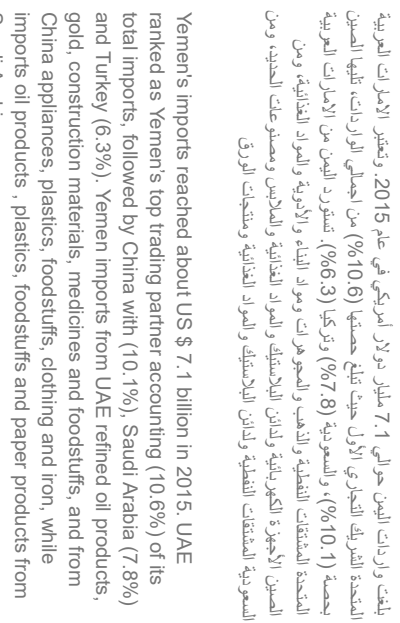 بلغت واردات اليمن حوالي 7.1 مليار دولار أمريكي في عام 2015. وتعتبر الامارات العربية
المتحدة الشريك التجاري الأول حيث تبلغ حصتها (10.6%) من اجمالي الواردات، تليها الصين
بحصة (10.1%)، والسعودية (7.8%) وتركيا (6.3%). تستورد اليمن من الامارات العربية
المتحدة المشتقات النفطية والذهب والمجوهرات ومواد البناء والأدوية والمواد الغذائية، ومن
الصين الأجهزة الكهربائية ولدائن البلاستيك والمواد الغذائية والملابس ومصنوعات الحديد، ومن
السعودية المشتقات النفطية ولدائن البلاستيك والمواد الغذائية ومنتجات الورق
Yemen's imports reached about US $ 7.1 billion in 2015. UAE
ranked as Yemen's top trading partner accounting (10.6%) of its
total imports, followed by China with (10.1%), Saudi Arabia (7.8%)
and Turkey (6.3%). Yemen imports from UAE refined oil products,
gold, construction materials, medicines and foodstuffs, and from
China appliances, plastics, foodstuffs, clothing and iron, while
imports oil products , plastics, foodstuffs and paper products from